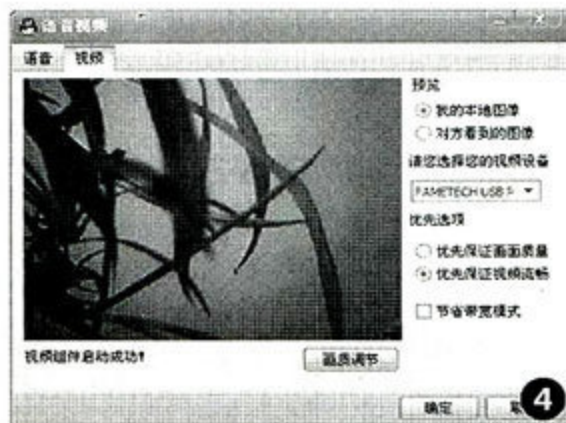 语音视频
语音 视频
预览
我的本地图像
对方看到的图像
请您选择您的视频设备
FAMETECH USB
优先选项
优先保证画面质量
优先保证视频流畅
节省带宽模式
视频组件启动成功!
画质调节
确定
4